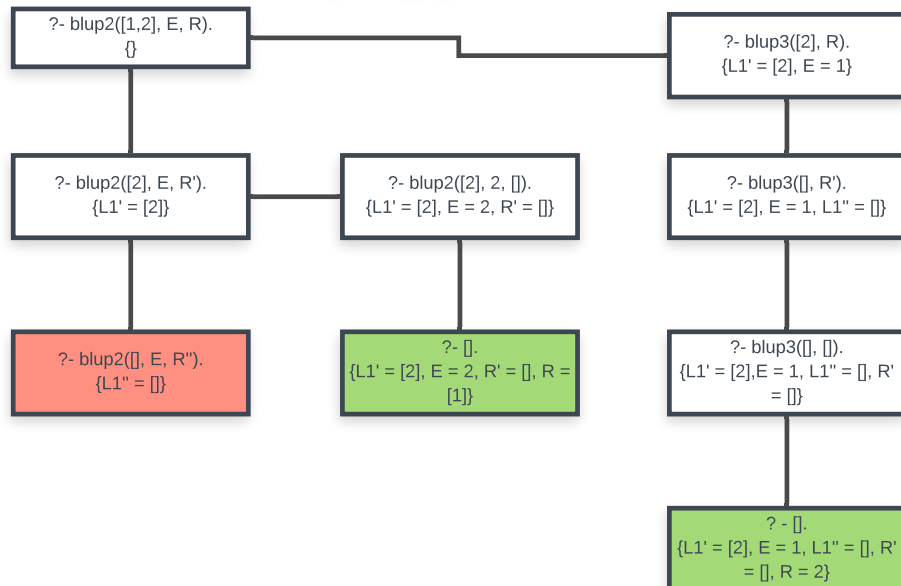 ?- blup2([1,2], E, R).
{}
?- blup3([2], R).
{L1' = [2], E = 1}
?- blup2([2], E, R').
{L1' = [2]}
?- blup2([2], 2, []).
{L1' = [2], E = 2, R' = []}
?- blup3([], R').
{L1' = [2], E = 1, L1'' = []}
?- blup2([], E, R'').
{L1'' = []}
?- [].
{L1' = [2], E = 2, R' = [], R =
[1]}
?- blup3([], []).
{L1' = [2],E = 1, L1'' = [], R'
= []}
? - [].
{L1' = [2], E = 1, L1'' = [], R'
= [], R = 2}